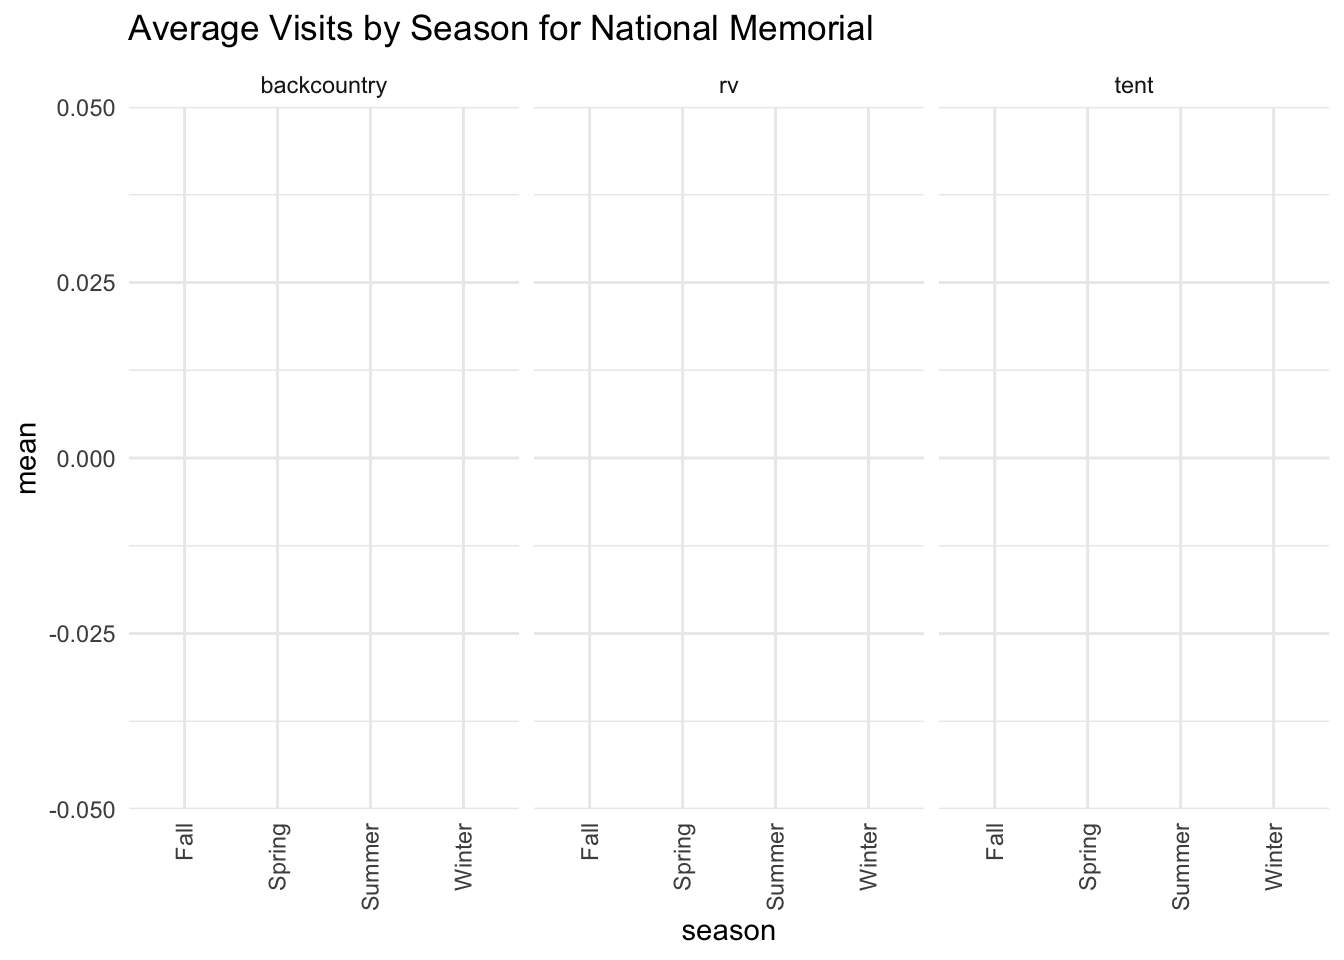 Average Visits by Season for National Memorial
backcountry rv tent
0.050
0.025
0.000
-0.025
-0.050
mean
Fall Spring Summer Winter Fall Spring Summer Winter Fall Spring Summer Winter
season